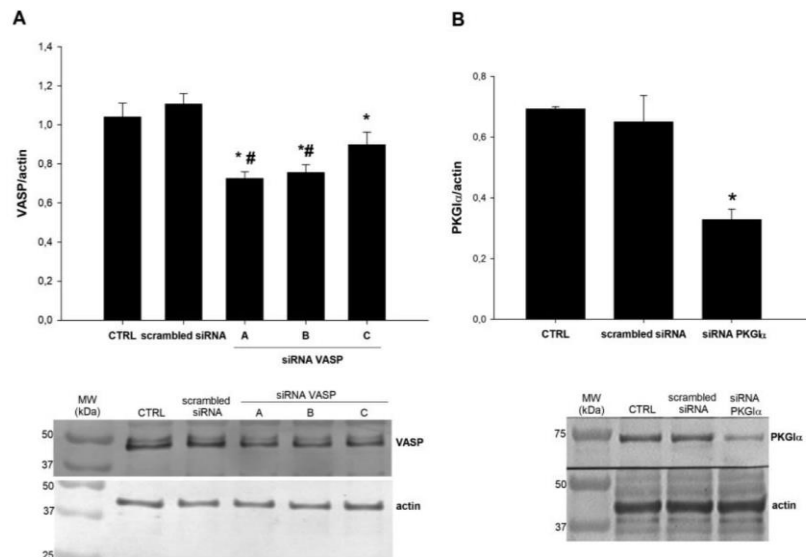 A
1,4
1,2
1,0
0,8
0,6
0,4
0,2
0,0
VASP/actin
* #
*#
*
CTRL scrambled siRNA A B C
siRNA VASP
MW
(kDa)
CTRL
scrambled
siRNA
siRNA VASP
A B C
50
37
VASP
50
37
25
actin
B
0,8
0,6
0,4
0,2
0,0
PKGIα/actin
*
CTRL scrambled siRNA siRNA PKGIα
MW
(kDa)
CTRL
scrambled
siRNA
siRNA
PKGIα
75
PKGIα
50
37
actin